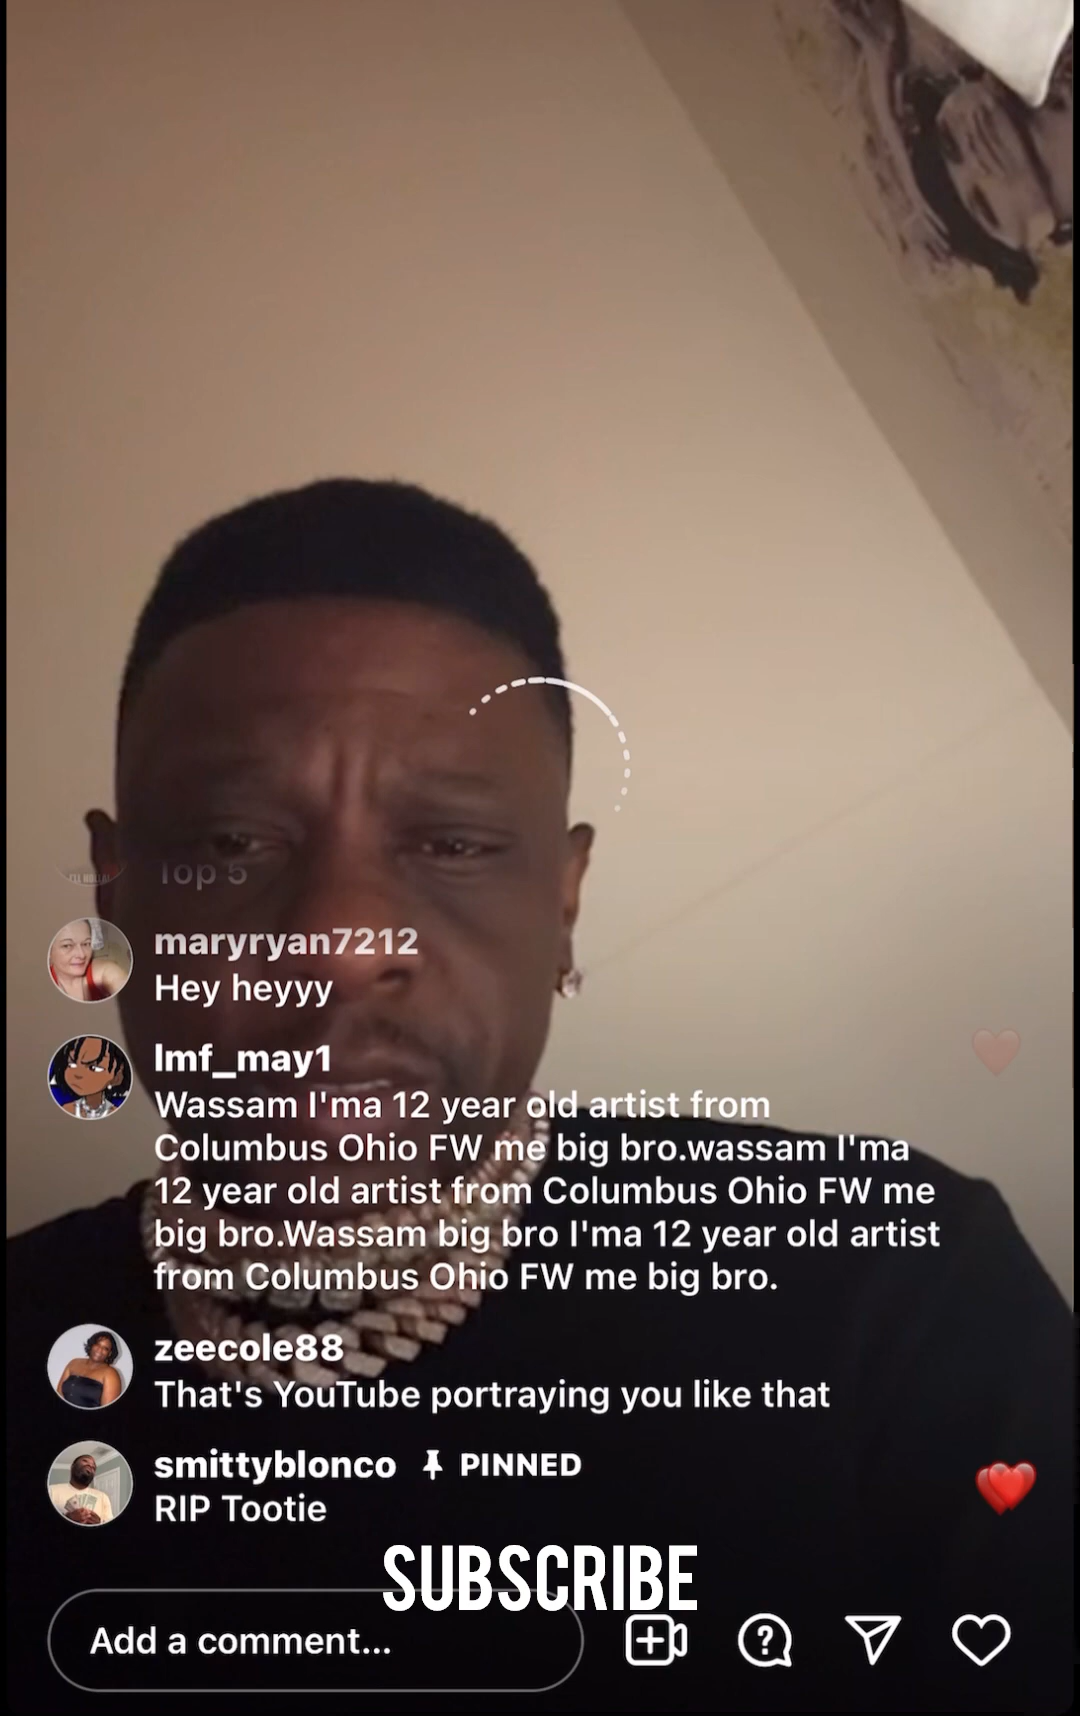 Top 5
maryryan7212
Hey heyyy
lmf_may1
Wassam I'ma 12 year old artist from
Columbus Ohio FW me big bro.wassam I'ma
12 year old artist from Columbus Ohio FW me
big bro.Wassam big bro I'ma 12 year old artist
from Columbus Ohio FW me big bro.
zeecole88
That's YouTube portraying you like that
smittyblonco PINNED
RIP Tootie
SUBSCRIBE
Add a comment...